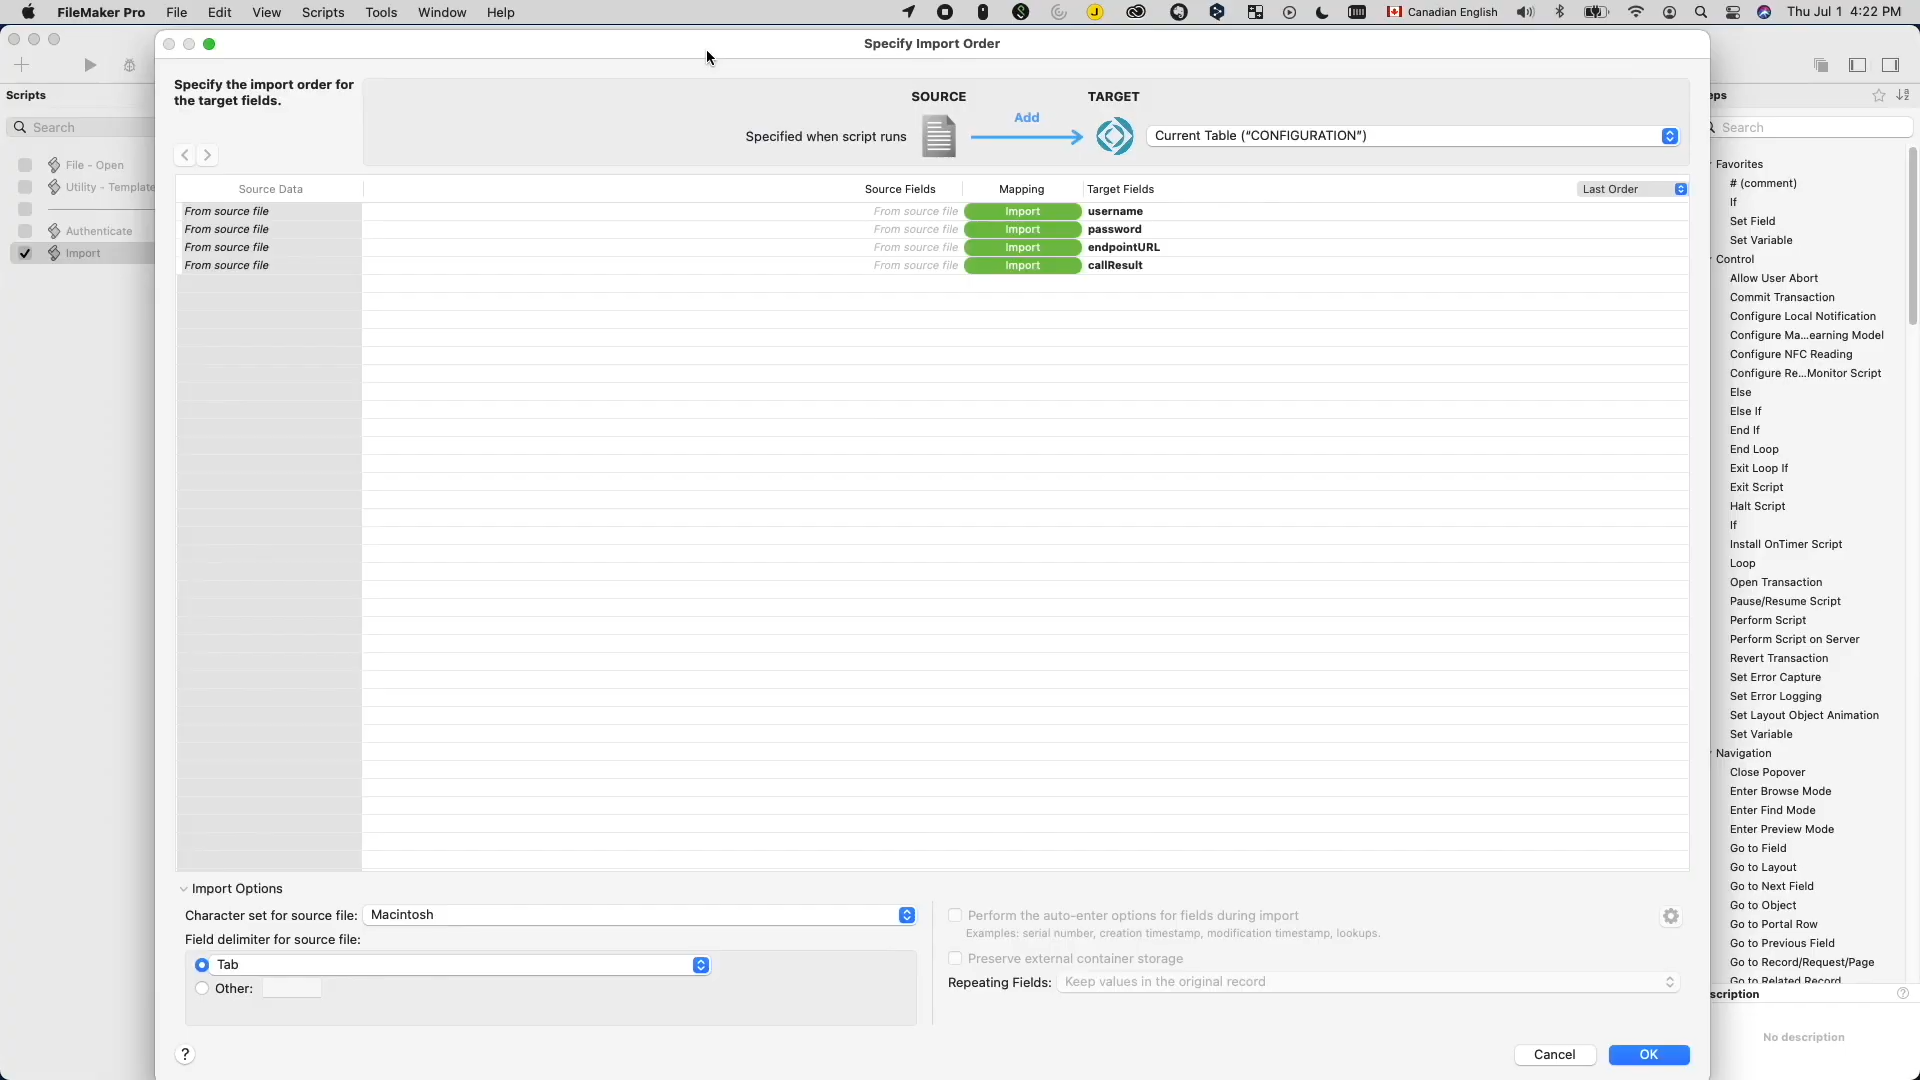 FileMaker Pro File Edit View Scripts Tools Window Help
Canadian English Thu Jul 1 4:22 PM
Specify Import Order
Scripts
Search
File - Open
Utility - Template
Authenticate
Import
Specify the import order for
the target fields.
SOURCE
TARGET
Add
Specified when script runs
Current Table (“CONFIGURATION”)
Source Data Source Fields Mapping Target Fields Last Order
From source file From source file Import username
From source file From source file Import password
From source file From source file Import endpointURL
From source file From source file Import callResult
Import Options
Character set for source file: Macintosh
Field delimiter for source file:
Tab
Other:
Perform the auto-enter options for fields during import
Examples: serial number, creation timestamp, modification timestamp, lookups.
Preserve external container storage
Repeating Fields: Keep values in the original record
?
Cancel
OK
eps
Search
Favorites
# (comment)
If
Set Field
Set Variable
Control
Allow User Abort
Commit Transaction
Configure Local Notification
Configure Ma...earning Model
Configure NFC Reading
Configure Re...Monitor Script
Else
Else If
End If
End Loop
Exit Loop If
Exit Script
Halt Script
If
Install OnTimer Script
Loop
Open Transaction
Pause/Resume Script
Perform Script
Perform Script on Server
Revert Transaction
Set Error Capture
Set Error Logging
Set Layout Object Animation
Set Variable
Navigation
Close Popover
Enter Browse Mode
Enter Find Mode
Enter Preview Mode
Go to Field
Go to Layout
Go to Next Field
Go to Object
Go to Portal Row
Go to Previous Field
Go to Record/Request/Page
Go to Related Record
scription
?
No description